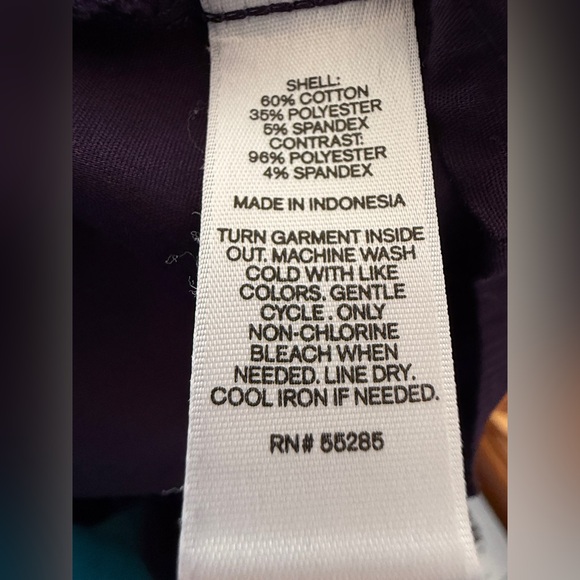 SHELL:
60% COTTON
35% POLYESTER
5% SPANDEX
CONTRAST:
96% POLYESTER
4% SPANDEX
MADE IN INDONESIA
TURN GARMENT INSIDE
OUT. MACHINE WASH
COLD WITH LIKE
COLORS. GENTLE
CYCLE. ONLY
NON-CHLORINE
BLEACH WHEN
NEEDED. LINE DRY.
COOL IRON IF NEEDED.
RN# 55285